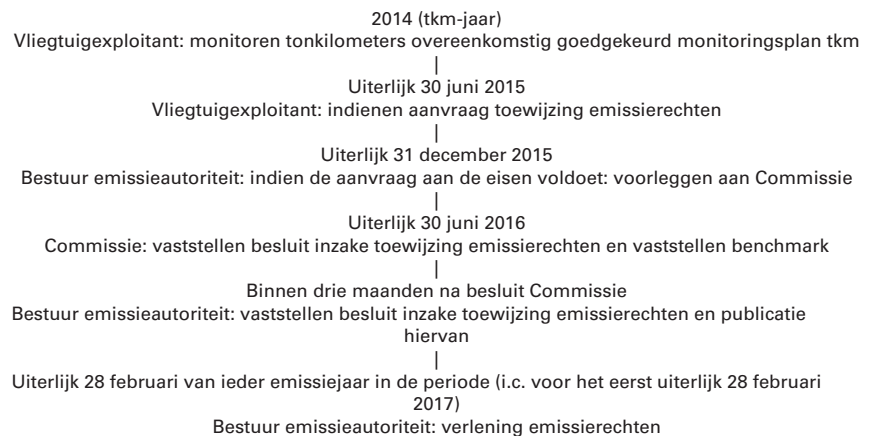 2014 (tkm-jaar)
Vliegtuigexploitant: monitoren tonkilometers overeenkomstig goedgekeurd monitoringsplan tkm
|
Uiterlijk 30 juni 2015
Vliegtuigexploitant: indienen aanvraag toewijzing emissierechten
|
Uiterlijk 31 december 2015
Bestuur emissieautoriteit: indien de aanvraag aan de eisen voldoet: voorleggen aan Commissie
|
Uiterlijk 30 juni 2016
Commissie: vaststellen besluit inzake toewijzing emissierechten en vaststellen benchmark
|
Binnen drie maanden na besluit Commissie
Bestuur emissieautoriteit: vaststellen besluit inzake toewijzing emissierechten en publicatie
hiervan
|
Uiterlijk 28 februari van ieder emissiejaar in de periode (i.c. voor het eerst uiterlijk 28 februari
2017)
Bestuur emissieautoriteit: verlening emissierechten